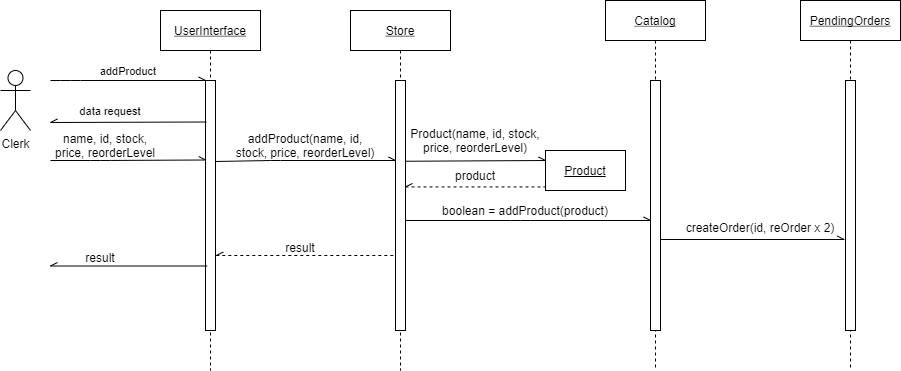 UserInterface
Store
Catalog
PendingOrders
addProduct
Clerk
data request
name, id, stock,
price, reorderLevel
addProduct(name, id,
stock, price, reorderLevel)
Product(name, id, stock,
price, reorderLevel)
Product
product
boolean = addProduct(product)
createOrder(id, reOrder x 2)
result
result